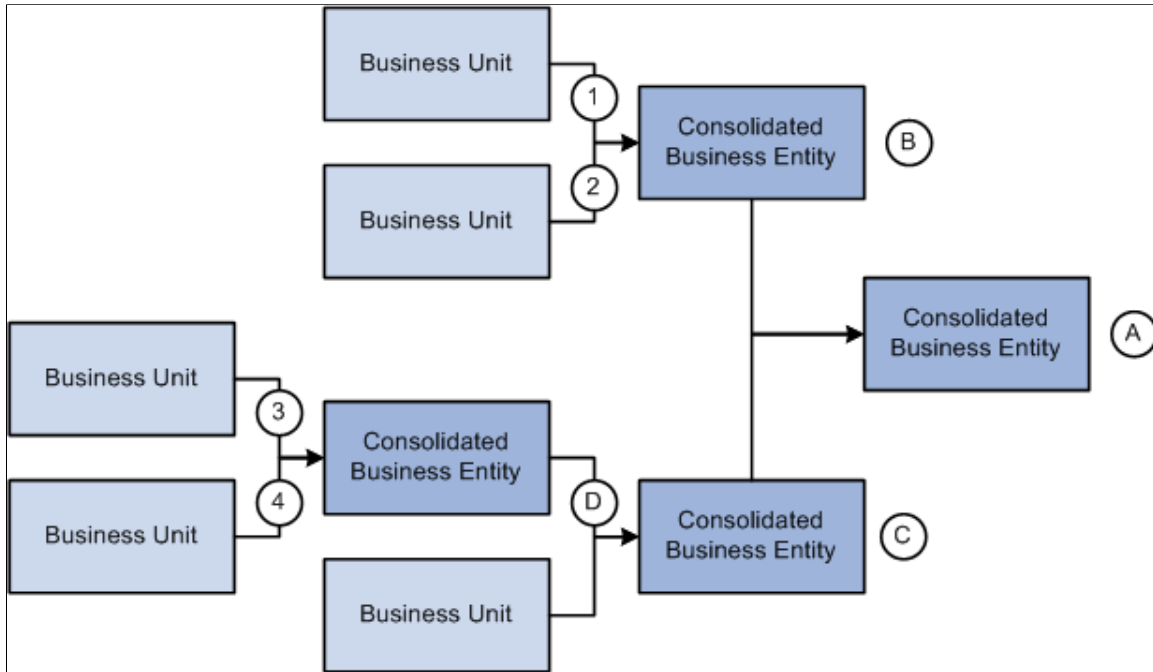 Business Unit
1
Consolidated
Business Entity
B
2
Business Unit
Consolidated
Business Entity
A
Business Unit
3
Consolidated
Business Entity
4
Business Unit
D
Consolidated
Business Entity
C
Business Unit